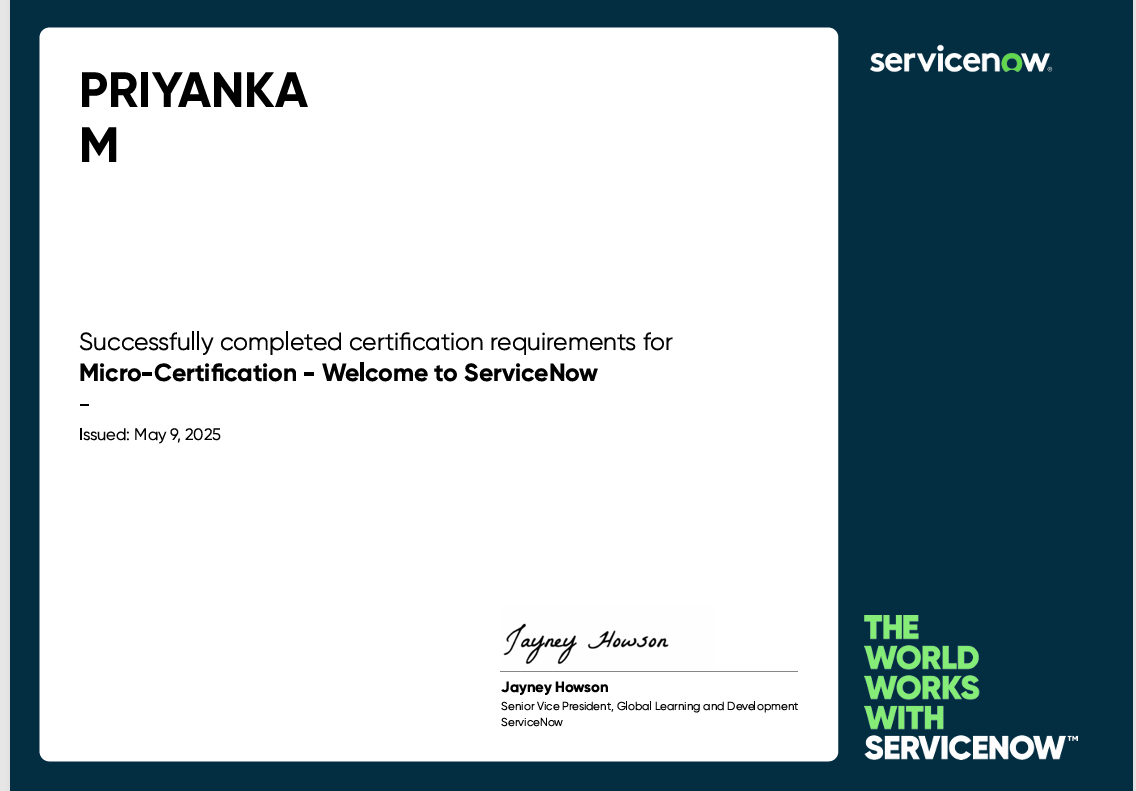 PRIYANKA
M
servicenow®
Successfully completed certification requirements for
Micro-Certification - Welcome to ServiceNow
–
Issued: May 9, 2025
Jayney Howson
Jayney Howson
Senior Vice President, Global Learning and Development
ServiceNow
THE
WORLD
WORKS
WITH
SERVICENOW™